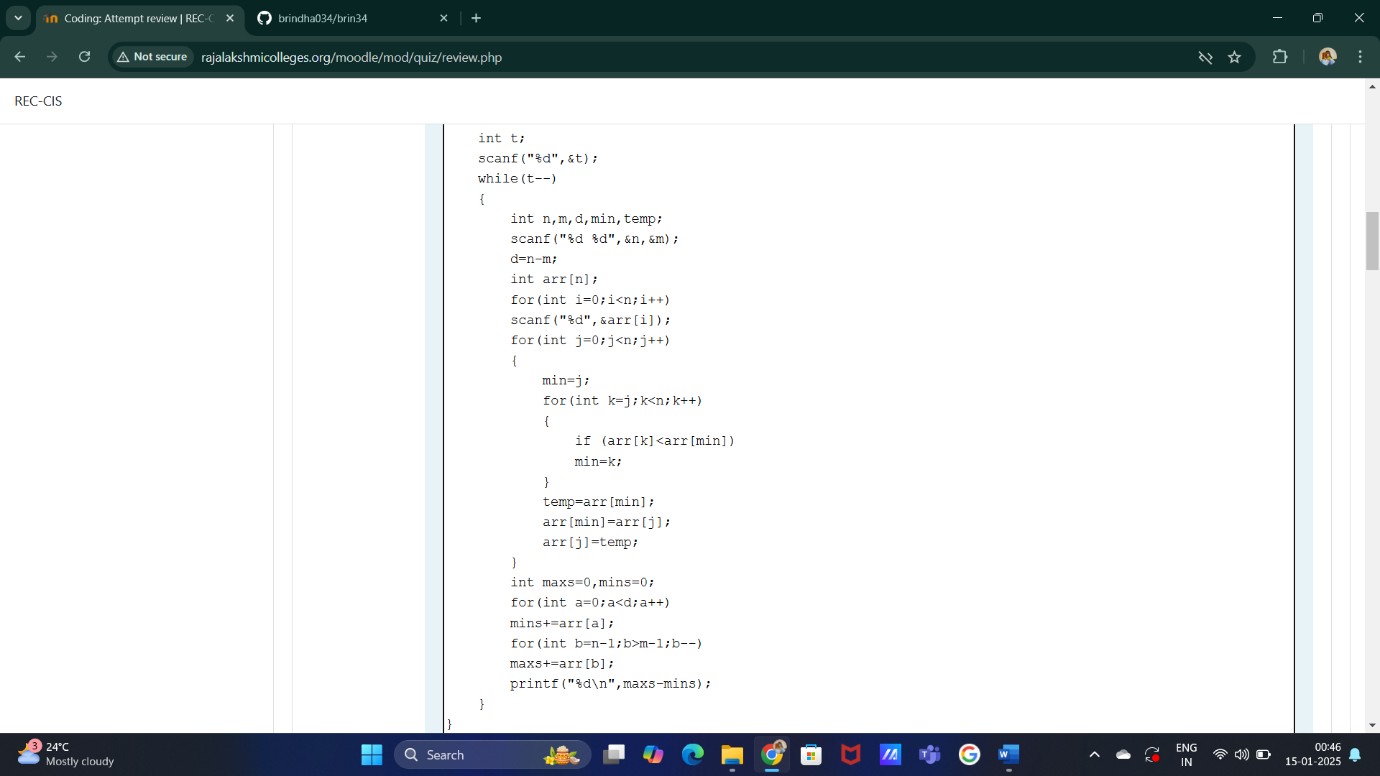 Coding: Attempt review | REC-C
brindha034/brin34
Not secure
rajalakshmicolleges.org/moodle/mod/quiz/review.php
REC-CIS
int t;
scanf("%d",&t);
while(t--)
{
int n,m,d,min,temp;
scanf("%d %d",&n,&m);
d=n-m;
int arr[n];
for(int i=0;i<n;i++)
scanf("%d",&arr[i]);
for(int j=0;j<n;j++)
{
min=j;
for(int k=j;k<n;k++)
{
if (arr[k]<arr[min])
min=k;
}
temp=arr[min];
arr[min]=arr[j];
arr[j]=temp;
}
int maxs=0,mins=0;
for(int a=0;a<d;a++)
mins+=arr[a];
for(int b=n-1;b>m-1;b--)
maxs+=arr[b];
printf("%d\n",maxs-mins);
}
}
3
24°C
Mostly cloudy
Search
ENG
IN
00:46
15-01-2025